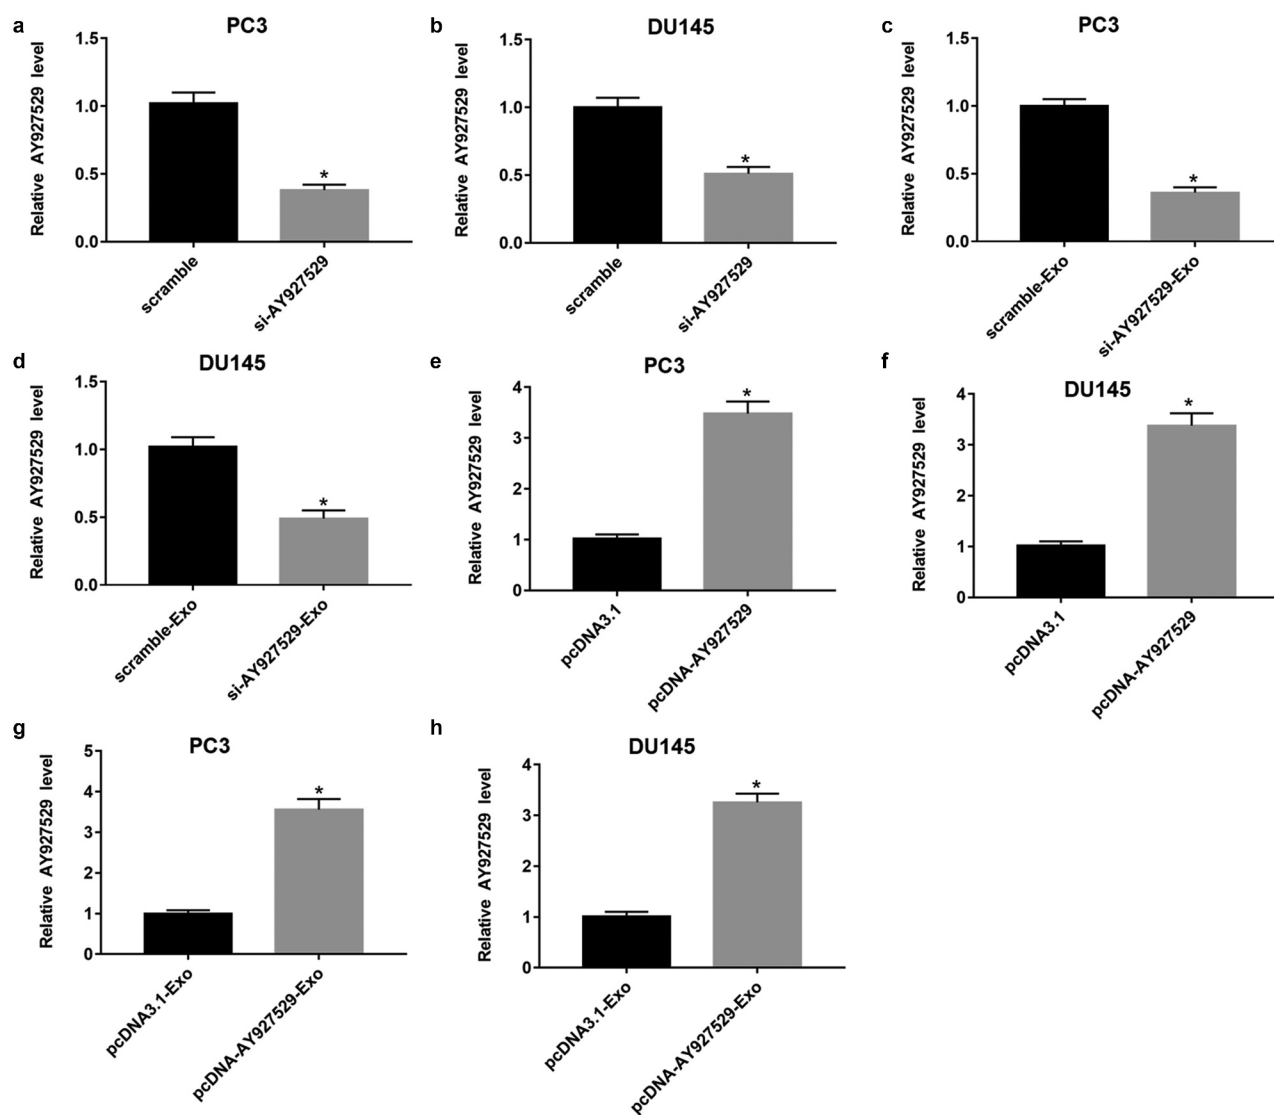 a
PC3
Relative AY927529 level
1.5
1.0
0.5
0.0
*
scramble
si-AY927529
b
DU145
Relative AY927529 level
1.5
1.0
0.5
0.0
*
scramble
si-AY927529
c
PC3
Relative AY927529 level
1.5
1.0
0.5
0.0
*
scramble-Exo
si-AY927529-Exo
d
DU145
Relative AY927529 level
1.5
1.0
0.5
0.0
*
scramble-Exo
si-AY927529-Exo
e
PC3
Relative AY927529 level
4
3
2
1
0
*
pcDNA3.1
pcDNA-AY927529
f
DU145
Relative AY927529 level
4
3
2
1
0
*
pcDNA3.1
pcDNA-AY927529
g
PC3
Relative AY927529 level
5
4
3
2
1
0
*
pcDNA3.1-Exo
pcDNA-AY927529-Exo
h
DU145
Relative AY927529 level
4
3
2
1
0
*
pcDNA3.1-Exo
pcDNA-AY927529-Exo